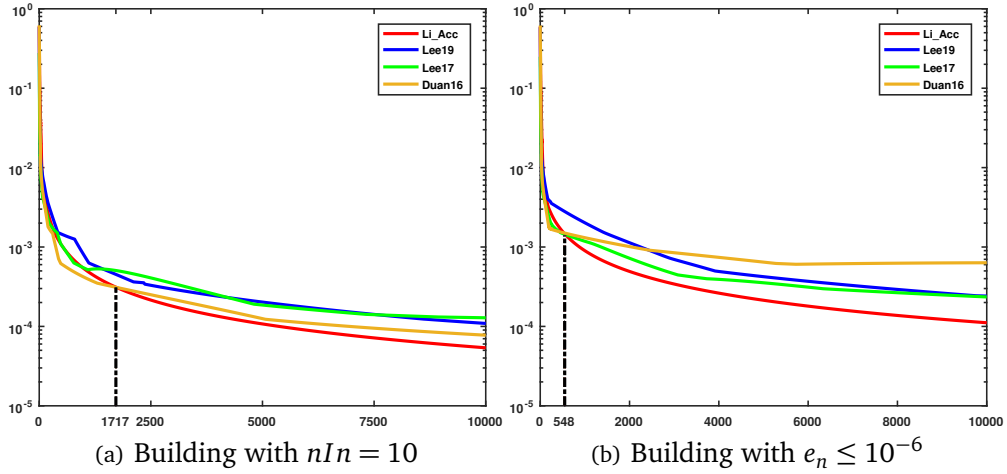 10^0
10^-1
10^-2
10^-3
10^-4
10^-5
Li_Acc
Lee19
Lee17
Duan16
0 1717 2500 5000 7500 10000
(a) Building with nIn = 10
10^0
10^-1
10^-2
10^-3
10^-4
10^-5
Li_Acc
Lee19
Lee17
Duan16
0 548 2000 4000 6000 8000 10000
(b) Building with e_n ≤ 10^-6